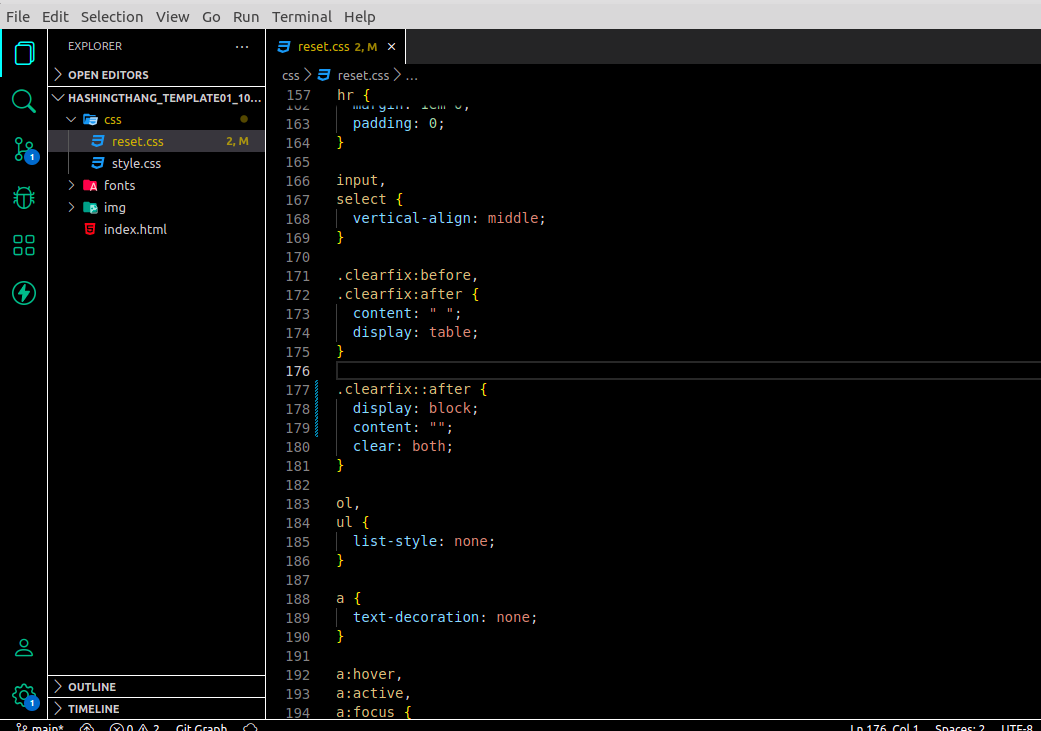 File Edit Selection View Go Run Terminal Help
EXPLORER ...
OPEN EDITORS
HASHINGTHANG_TEMPLATE01_10...
css
reset.css 2, M
style.css
fonts
img
index.html
OUTLINE
TIMELINE
1
1
reset.css 2, M ×
css > reset.css > ...
157 hr {
162 margin: 1em 0;
163 padding: 0;
164 }
165
166 input,
167 select {
168 vertical-align: middle;
169 }
170
171 .clearfix:before,
172 .clearfix:after {
173 content: " ";
174 display: table;
175 }
176
177 .clearfix::after {
178 display: block;
179 content: "";
180 clear: both;
181 }
182
183 ol,
184 ul {
185 list-style: none;
186 }
187
188 a {
189 text-decoration: none;
190 }
191
192 a:hover,
193 a:active,
194 a:focus {
main* 0 2 Git Graph Ln 176, Col 1 Spaces: 2 UTF-8